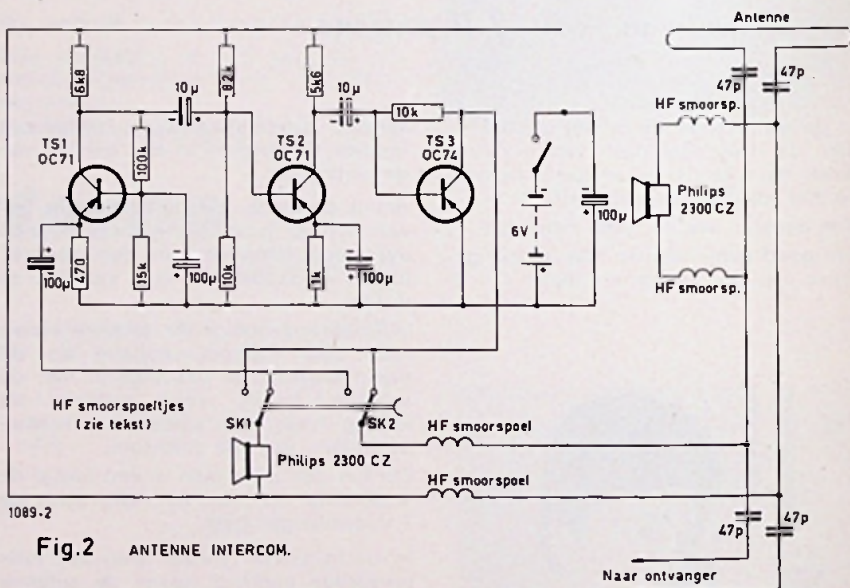 Antenne
47p
47p
HF smoorsp.
Philips
2300 CZ
HF smoorsp.
6k8
10µ
82k
5k6
10µ
10k
TS1
OC71
100k
TS2
OC71
TS3
OC74
6V
100µ
100µ
470
15k
100µ
10k
1k
100µ
HF smoorspoeltjes
(zie tekst)
SK1
SK2
HF smoorspoel
Philips 2300 CZ
HF smoorspoel
1089-2
47p
47p
Fig.2 ANTENNE INTERCOM.
Naar ontvanger